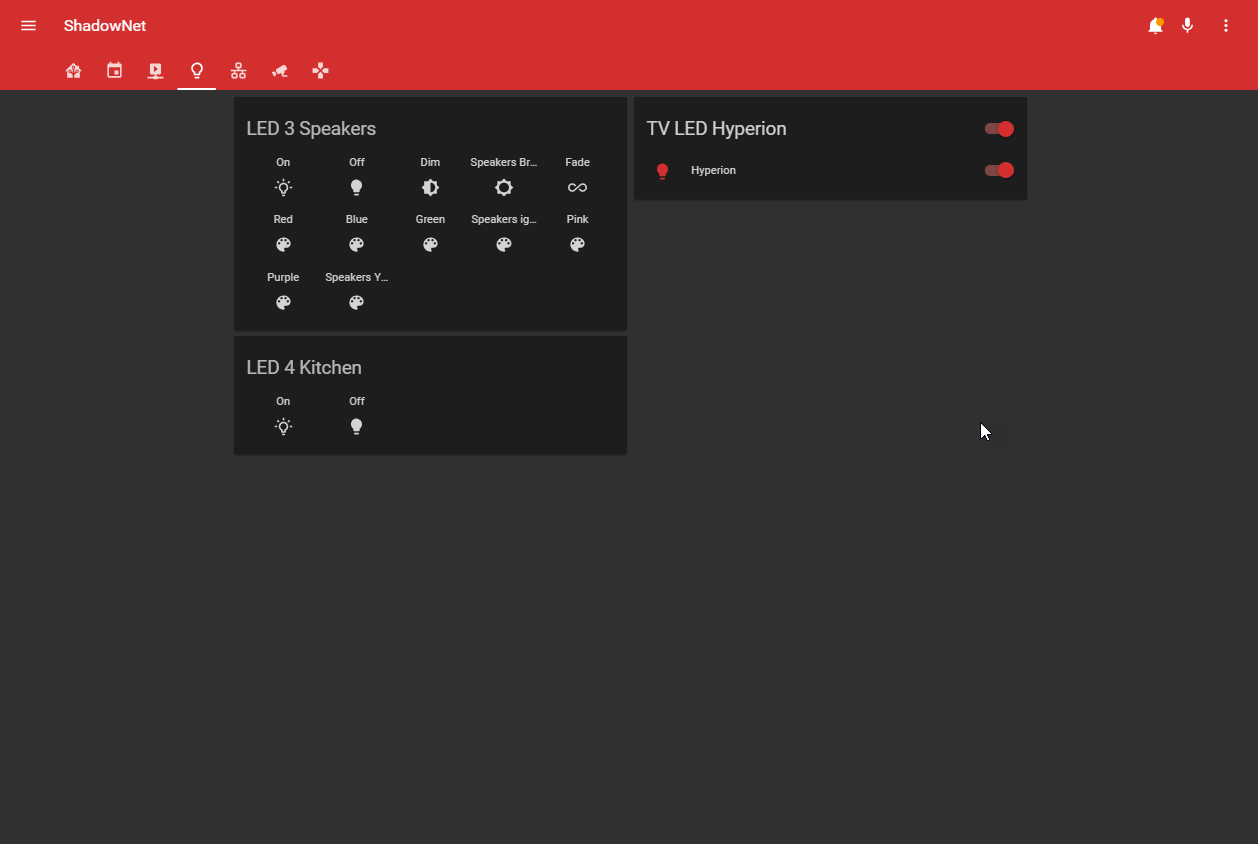 ShadowNet
LED 3 Speakers
On Off Dim Speakers Br... Fade
Red Blue Green Speakers ig... Pink
Purple Speakers Y...
LED 4 Kitchen
On Off
TV LED Hyperion
Hyperion